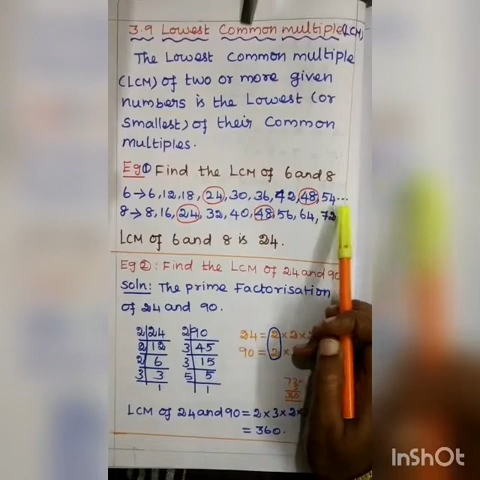 3.9 Lowest Common multiple (LCM)
The Lowest Common multiple
(LCM) of two or more given
numbers is the Lowest (or
smallest) of their Common
multiples.
Eg ① Find the LCM of 6 and 8
6 → 6, 12, 18, 24, 30, 36, 42, 48, 54...
8 → 8, 16, 24, 32, 40, 48, 56, 64, 72
LCM of 6 and 8 is 24.
Eg ②: Find the LCM of 24 and 90
Soln: The prime Factorisation
of 24 and 90.
2 24 2 90
2 12 3 45
2 6 3 15
3 3 5 5
1 1
24 = 2 × 2 ×
90 = 2 ×
360
LCM of 24 and 90 = 2 × 3 × 2 ×
= 360.
InShOt